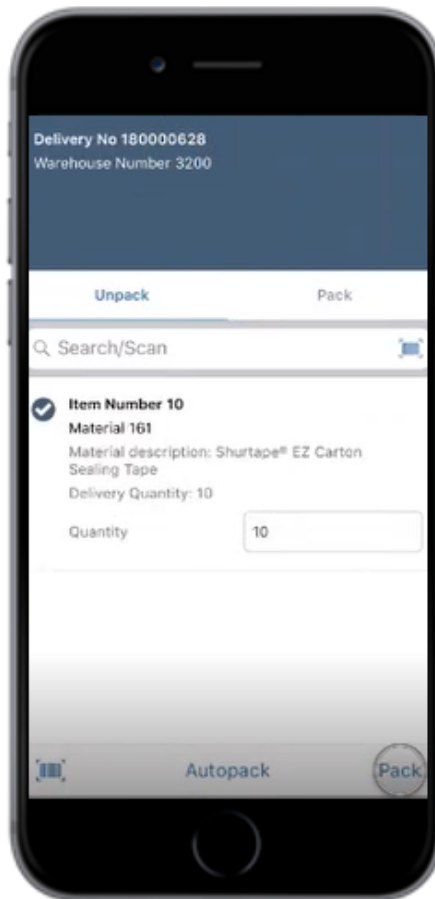 Delivery No 180000628
Warehouse Number 3200
Unpack
Pack
Search/Scan
Item Number 10
Material 161
Material description: Shurtape® EZ Carton
Sealing Tape
Delivery Quantity: 10
Quantity
10
Autopack
Pack